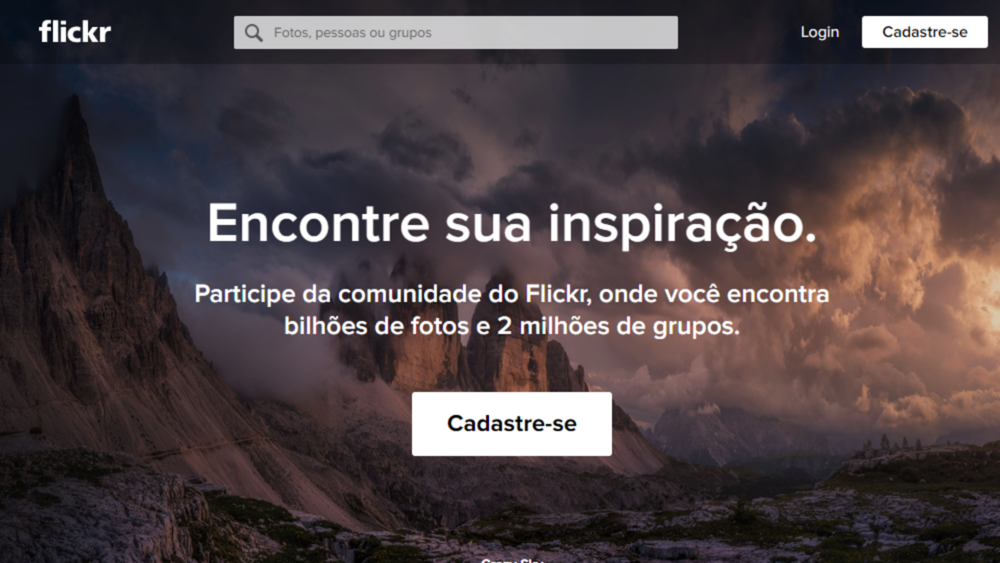 flickr
Fotos, pessoas ou grupos
Login
Cadastre-se
Encontre sua inspiração.
Participe da comunidade do Flickr, onde você encontra
bilhões de fotos e 2 milhões de grupos.
Cadastre-se